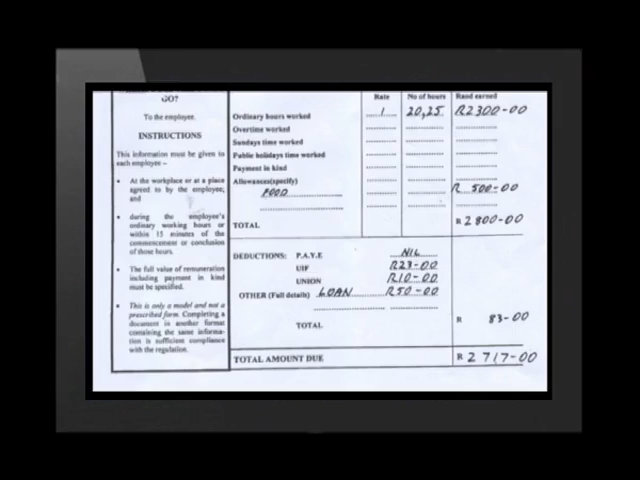 GO?
To the employee.
INSTRUCTIONS
This information must be given to
each employee –
• At the workplace or at a place
agreed to by the employee;
and
• during the employee's
ordinary working hours or
within 15 minutes of the
commencement or conclusion
of those hours.
• The full value of remuneration
including payment in kind
must be specified.
• This is only a model and not a
prescribed form. Completing a
document in another format
containing the same informa-
tion is sufficient compliance
with the regulation.
Rate No of hours Rand earned
Ordinary hours worked 1 20,25 R2300-00
Overtime worked
Sundays time worked
Public holidays time worked
Payment in kind
Allowances(specify)
FOOD R 500-00
TOTAL R 2800-00
DEDUCTIONS: P.A.Y.E NIL
UIF R23-00
UNION R10-00
OTHER (Full details) LOAN R50-00
R 83-00
TOTAL
TOTAL AMOUNT DUE R 2717-00